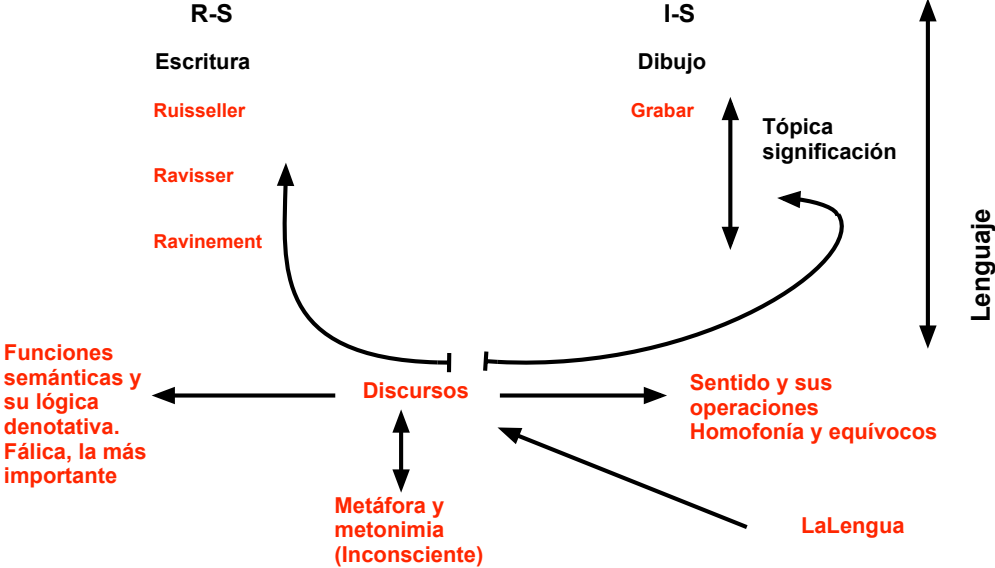 R-S
I-S
Escritura
Dibujo
Ruisseller
Grabar
Tópica
significación
Ravisser
Ravinement
Lenguaje
Funciones
semánticas y
su lógica
denotativa.
Fálica, la más
importante
Discursos
Sentido y sus
operaciones
Homofonía y equívocos
Metáfora y
metonimia
(Inconsciente)
LaLengua